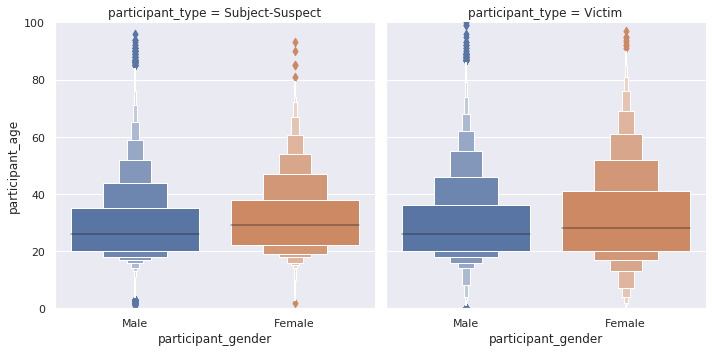 participant_type = Subject-Suspect
participant_type = Victim
participant_age
100
80
60
40
20
0
Male
Female
Male
Female
participant_gender
participant_gender